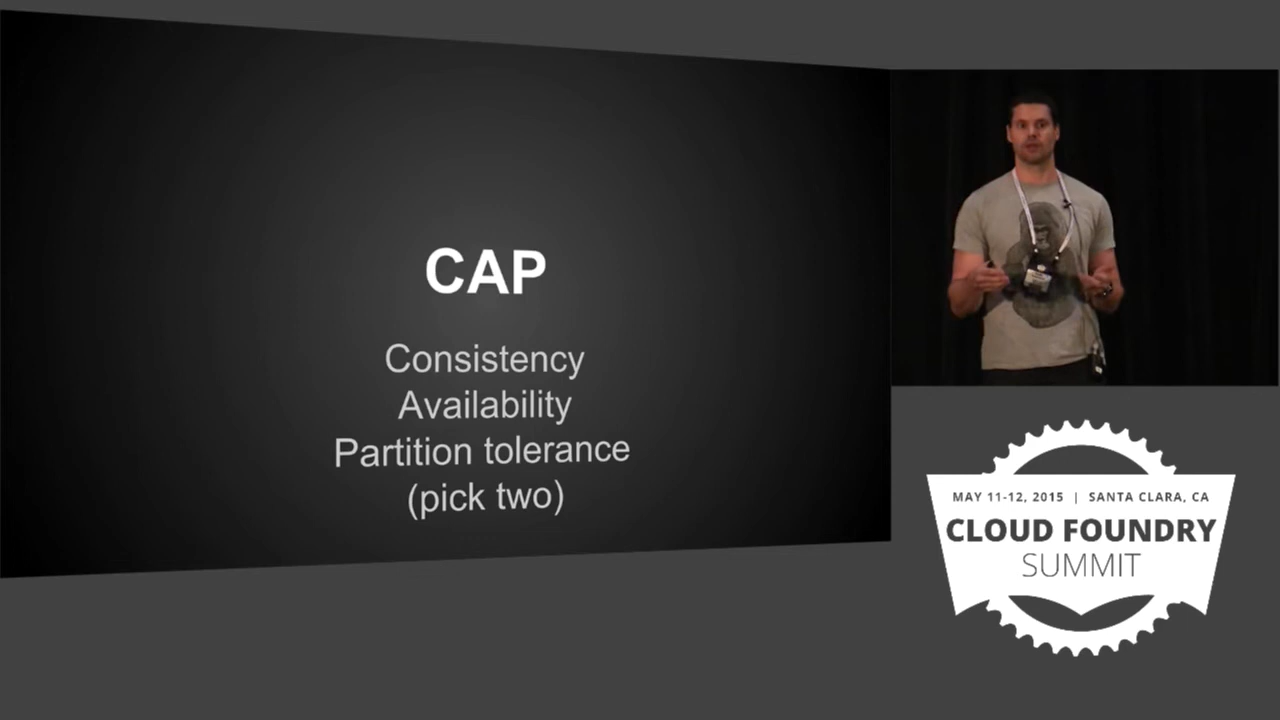 CAP
Consistency
Availability
Partition tolerance
(pick two)
MAY 11-12, 2015 | SANTA CLARA, CA
CLOUD FOUNDRY
SUMMIT